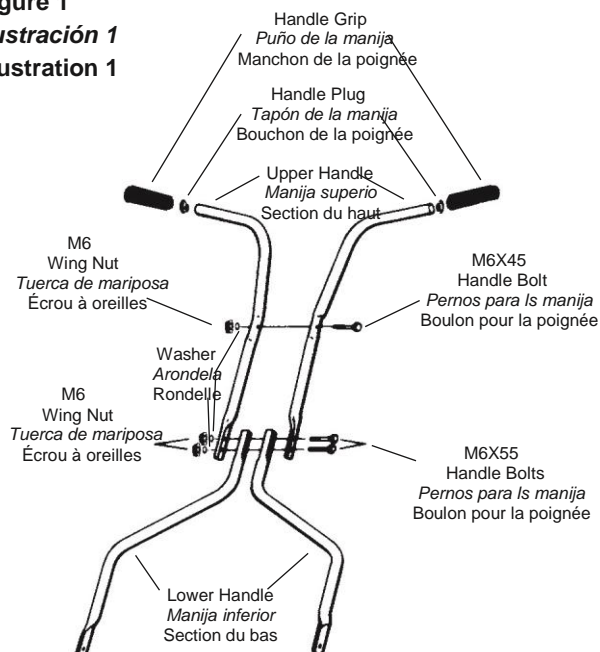 gure 1
ustración 1
ustration 1
Handle Grip
Puño de la manija
Manchon de la poignée
Handle Plug
Tapón de la manija
Bouchon de la poignée
Upper Handle
Manija superio
Section du haut
M6
Wing Nut
Tuerca de mariposa
Écrou à oreilles
M6X45
Handle Bolt
Pernos para ls manija
Boulon pour la poignée
Washer
Arondela
Rondelle
M6
Wing Nut
Tuerca de mariposa
Écrou à oreilles
M6X55
Handle Bolts
Pernos para ls manija
Boulon pour la poignée
Lower Handle
Manija inferior
Section du bas